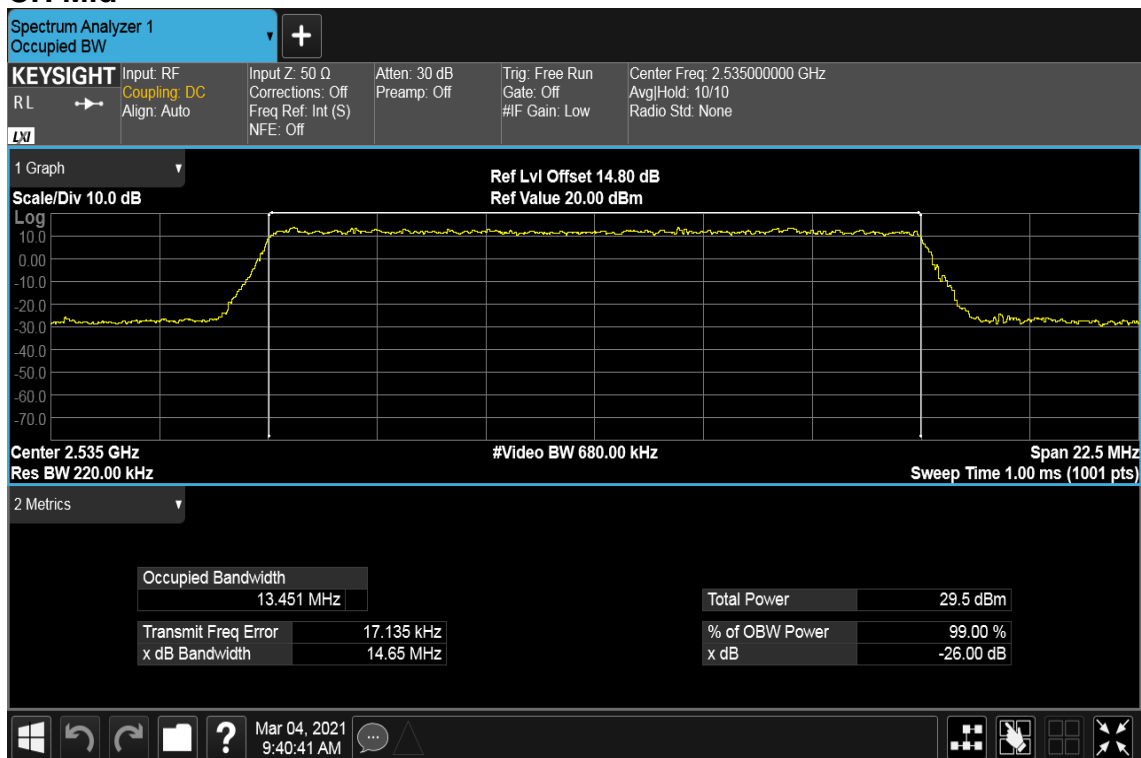 Spectrum Analyzer 1
Occupied BW
KEYSIGHT
R L
LXI
Input: RF
Coupling: DC
Align: Auto
Input Z: 50 Ω
Corrections: Off
Freq Ref: Int (S)
NFE: Off
Atten: 30 dB
Preamp: Off
Trig: Free Run
Gate: Off
#IF Gain: Low
Center Freq: 2.535000000 GHz
Avg|Hold: 10/10
Radio Std: None
1 Graph
Scale/Div 10.0 dB
Ref Lvl Offset 14.80 dB
Ref Value 20.00 dBm
Log
10.0
0.00
-10.0
-20.0
-30.0
-40.0
-50.0
-60.0
-70.0
Center 2.535 GHz
#Video BW 680.00 kHz
Span 22.5 MHz
Res BW 220.00 kHz
Sweep Time 1.00 ms (1001 pts)
2 Metrics
Occupied Bandwidth
13.451 MHz
Total Power 29.5 dBm
Transmit Freq Error 17.135 kHz
% of OBW Power 99.00 %
x dB Bandwidth 14.65 MHz
x dB -26.00 dB
Mar 04, 2021
9:40:41 AM